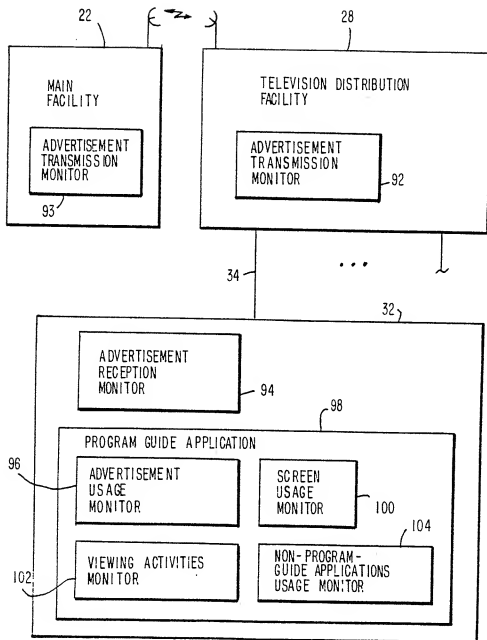 22
28
MAIN
FACILITY
TELEVISION DISTRIBUTION
FACILITY
ADVERTISEMENT
TRANSMISSION
MONITOR
93
ADVERTISEMENT
TRANSMISSION
MONITOR
92
34
...
32
ADVERTISEMENT
RECEPTION
MONITOR
94
98
PROGRAM GUIDE APPLICATION
96
ADVERTISEMENT
USAGE
MONITOR
SCREEN
USAGE
MONITOR
100
104
102
VIEWING ACTIVITIES
MONITOR
NON-PROGRAM-
GUIDE APPLICATIONS
USAGE MONITOR